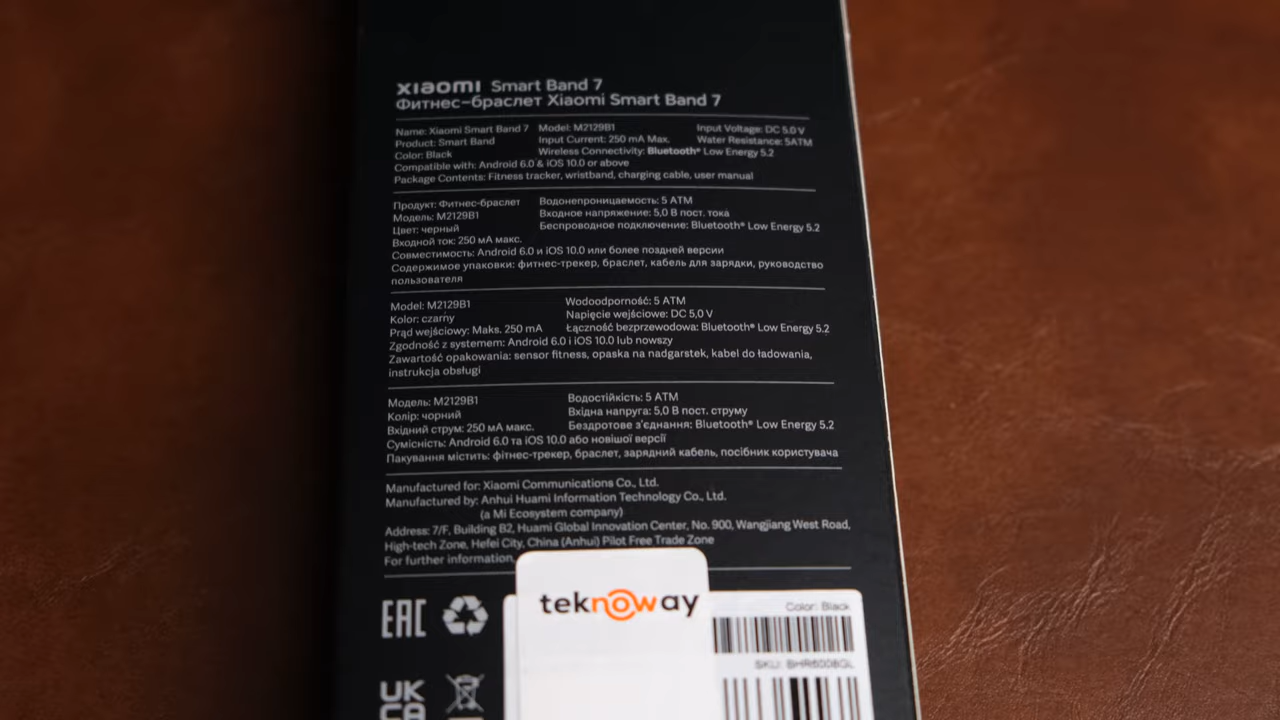 xiaomi Smart Band 7
Фитнес-браслет Xiaomi Smart Band 7
Name: Xiaomi Smart Band 7 Model: M2129B1 Input Voltage: DC 5.0 V
Product: Smart Band Input Current: 250 mA Max. Water Resistance: 5ATM
Color: Black Wireless Connectivity: Bluetooth® Low Energy 5.2
Compatible with: Android 6.0 & iOS 10.0 or above
Package Contents: Fitness tracker, wristband, charging cable, user manual
Продукт: Фитнес-браслет Водонепроницаемость: 5 ATM
Модель: M2129B1 Входное напряжение: 5,0 В пост. тока
Цвет: черный Беспроводное подключение: Bluetooth® Low Energy 5.2
Входной ток: 250 мА макс.
Совместимость: Android 6.0 и iOS 10.0 или более поздней версии
Содержимое упаковки: фитнес-трекер, браслет, кабель для зарядки, руководство
пользователя
Model: M2129B1 Wodoodporność: 5 ATM
Kolor: czarny Napięcie wejściowe: DC 5,0 V
Prąd wejściowy: Maks. 250 mA Łączność bezprzewodowa: Bluetooth® Low Energy 5.2
Zgodność z systemem: Android 6.0 i iOS 10.0 lub nowszy
Zawartość opakowania: sensor fitness, opaska na nadgarstek, kabel do ładowania,
instrukcja obsługi
Модель: M2129B1 Водостійкість: 5 ATM
Колір: чорний Вхідна напруга: 5,0 В пост. струму
Вхідний струм: 250 мА макс. Бездротове з'єднання: Bluetooth® Low Energy 5.2
Сумісність: Android 6.0 та iOS 10.0 або новішої версії
Пакування містить: фітнес-трекер, браслет, зарядний кабель, посібник користувача
Manufactured for: Xiaomi Communications Co., Ltd.
Manufactured by: Anhui Huami Information Technology Co., Ltd.
(a Mi Ecosystem company)
Address: 7/F, Building B2, Huami Global Innovation Center, No. 900, Wangjiang West Road,
High-tech Zone, Hefei City, China (Anhui) Pilot Free Trade Zone
For further information,
EAC
teknoway
Color: Black
SKU: BHR6008GL
UK
CA